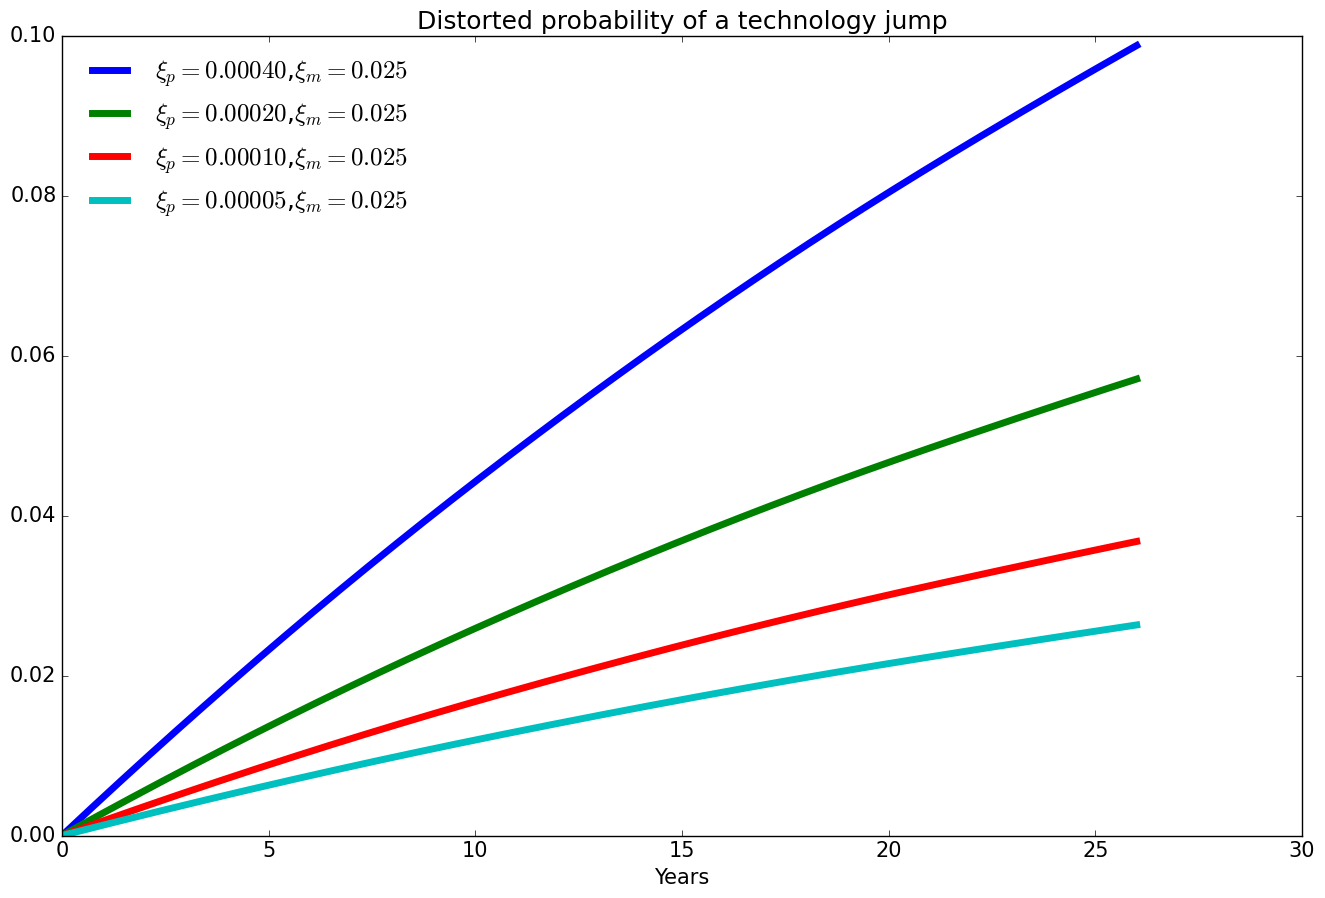 Distorted probability of a technology jump
0.10
0.08
0.06
0.04
0.02
0.00
ξp = 0.00040,ξm = 0.025
ξp = 0.00020,ξm = 0.025
ξp = 0.00010,ξm = 0.025
ξp = 0.00005,ξm = 0.025
0 5 10 15 20 25 30
Years